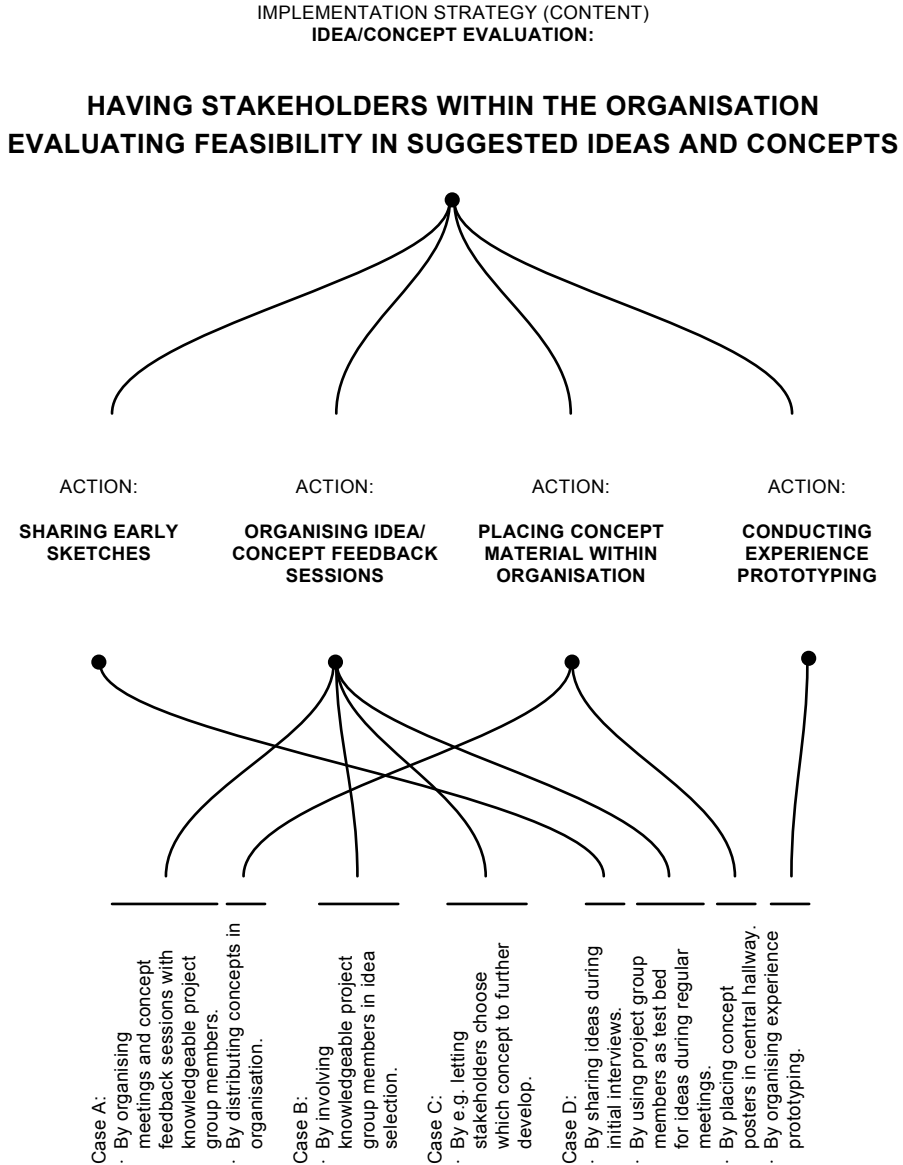 IMPLEMENTATION STRATEGY (CONTENT)
IDEA/CONCEPT EVALUATION:
HAVING STAKEHOLDERS WITHIN THE ORGANISATION
EVALUATING FEASIBILITY IN SUGGESTED IDEAS AND CONCEPTS
ACTION:
SHARING EARLY
SKETCHES
ACTION:
ORGANISING IDEA/
CONCEPT FEEDBACK
SESSIONS
ACTION:
PLACING CONCEPT
MATERIAL WITHIN
ORGANISATION
ACTION:
CONDUCTING
EXPERIENCE
PROTOTYPING
Case A:
· By organising
meetings and concept
feedback sessions with
knowledgeable project
group members.
· By distributing concepts in
organisation.
Case B:
· By involving
knowledgeable project
group members in idea
selection.
Case C:
· By e.g. letting
stakeholders choose
which concept to further
develop.
Case D:
· By sharing ideas during
initial interviews.
· By using project group
members as test bed
for ideas during regular
meetings.
· By placing concept
posters in central hallway.
· By organising experience
prototyping.